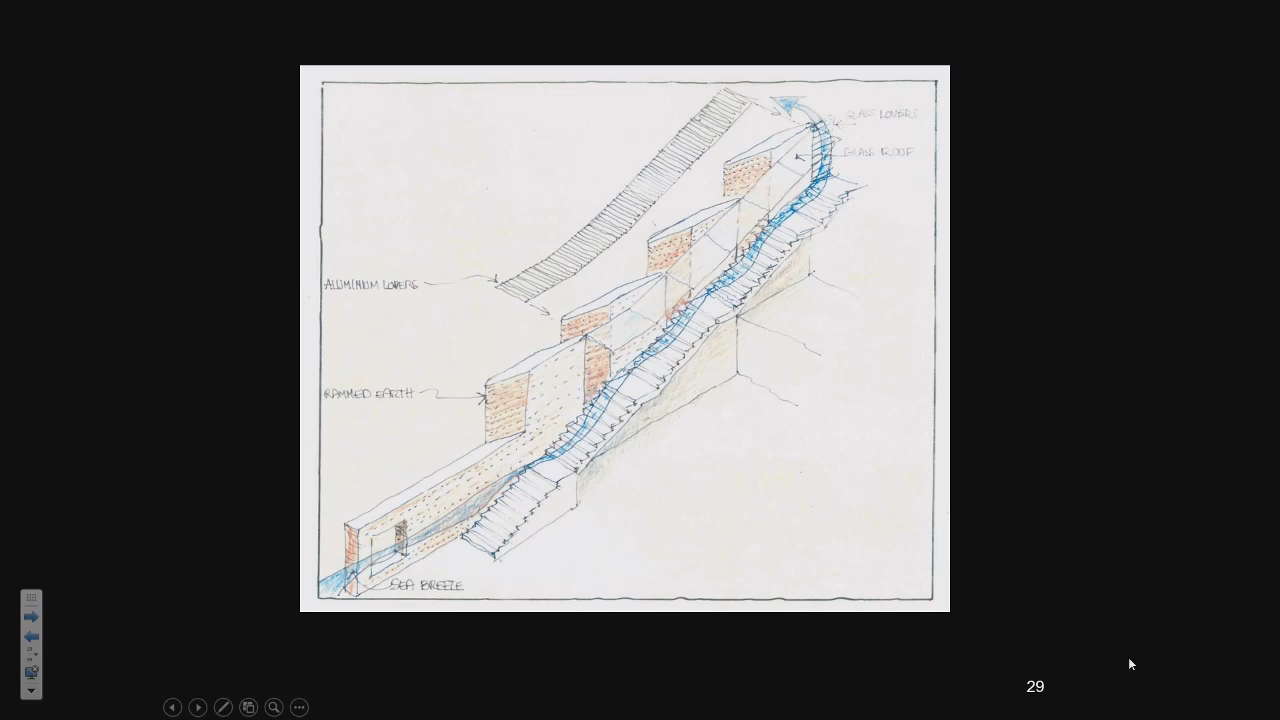 GLASS LOVERS
GLASS ROOF
ALUMINIUM LOVERS
RAMMED EARTH
SEA BREEZE
29